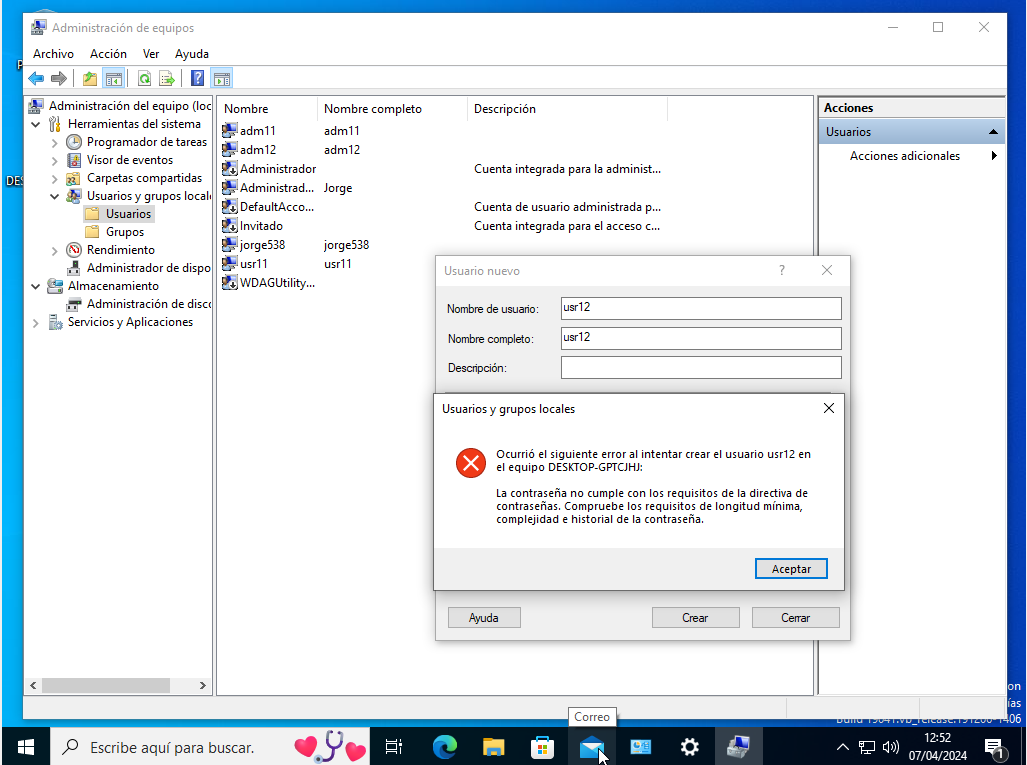 Administración de equipos
Archivo Acción Ver Ayuda
Administración del equipo (loc
Herramientas del sistema
Programador de tareas
Visor de eventos
Carpetas compartidas
Usuarios y grupos local
Usuarios
Grupos
Rendimiento
Administrador de dispo
Almacenamiento
Administración de disco
Servicios y Aplicaciones
Nombre Nombre completo Descripción
adm11 adm11
adm12 adm12
Administrador Cuenta integrada para la administ...
Administrad... Jorge
DefaultAcco... Cuenta de usuario administrada p...
Invitado Cuenta integrada para el acceso c...
jorge538 jorge538
usr11 usr11
WDAGUtility...
Acciones
Usuarios
Acciones adicionales
Usuario nuevo ?
Nombre de usuario: usr12
Nombre completo: usr12
Descripción:
Usuarios y grupos locales
Ocurrió el siguiente error al intentar crear el usuario usr12 en
el equipo DESKTOP-GPTCJHJ:
La contraseña no cumple con los requisitos de la directiva de
contraseñas. Compruebe los requisitos de longitud mínima,
complejidad e historial de la contraseña.
Aceptar
Ayuda Crear Cerrar
DES
on
ías
Correo
Escribe aquí para buscar.
12:52
07/04/2024
1